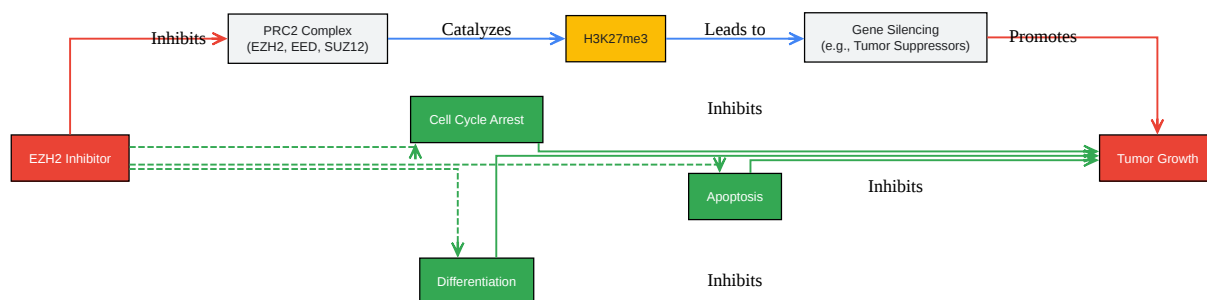 Inhibits
PRC2 Complex
(EZH2, EED, SUZ12)
Catalyzes
H3K27me3
Leads to
Gene Silencing
(e.g., Tumor Suppressors)
Promotes
Cell Cycle Arrest
Inhibits
EZH2 Inhibitor
Tumor Growth
Apoptosis
Inhibits
Differentiation
Inhibits